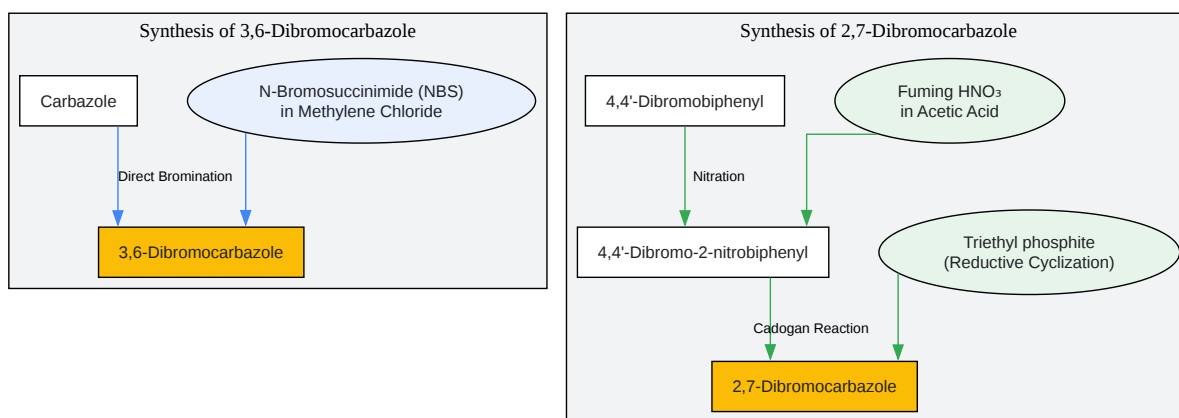 Synthesis of 3,6-Dibromocarbazole
Carbazole
N-Bromosuccinimide (NBS)
in Methylene Chloride
Direct Bromination
3,6-Dibromocarbazole
Synthesis of 2,7-Dibromocarbazole
4,4'-Dibromobiphenyl
Fuming HNO₃
in Acetic Acid
Nitration
4,4'-Dibromo-2-nitrobiphenyl
Triethyl phosphite
(Reductive Cyclization)
Cadogan Reaction
2,7-Dibromocarbazole